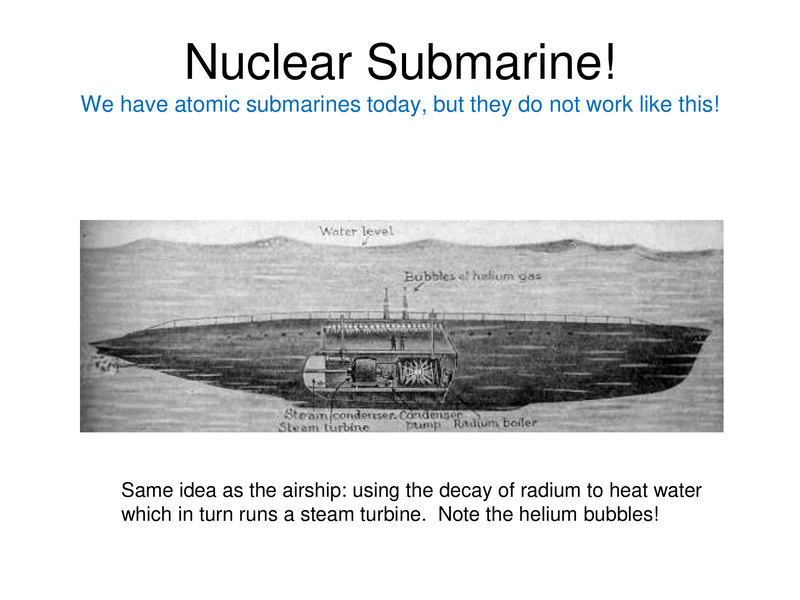 Nuclear Submarine!
We have atomic submarines today, but they do not work like this!
Water level
Bubbles of helium gas
Steam condenser. Condenser
Steam turbine pump Radium boiler
Same idea as the airship: using the decay of radium to heat water
which in turn runs a steam turbine.  Note the helium bubbles!